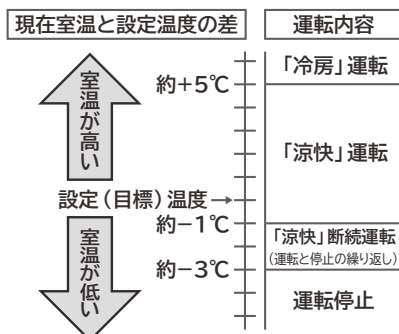 現在室温と設定温度の差
運転内容
室温が高い
約+5℃
「冷房」運転
「涼快」運転
設定(目標)温度→
約−1℃
室温が低い
約−3℃
「涼快」断続運転
(運転と停止の繰り返し)
運転停止